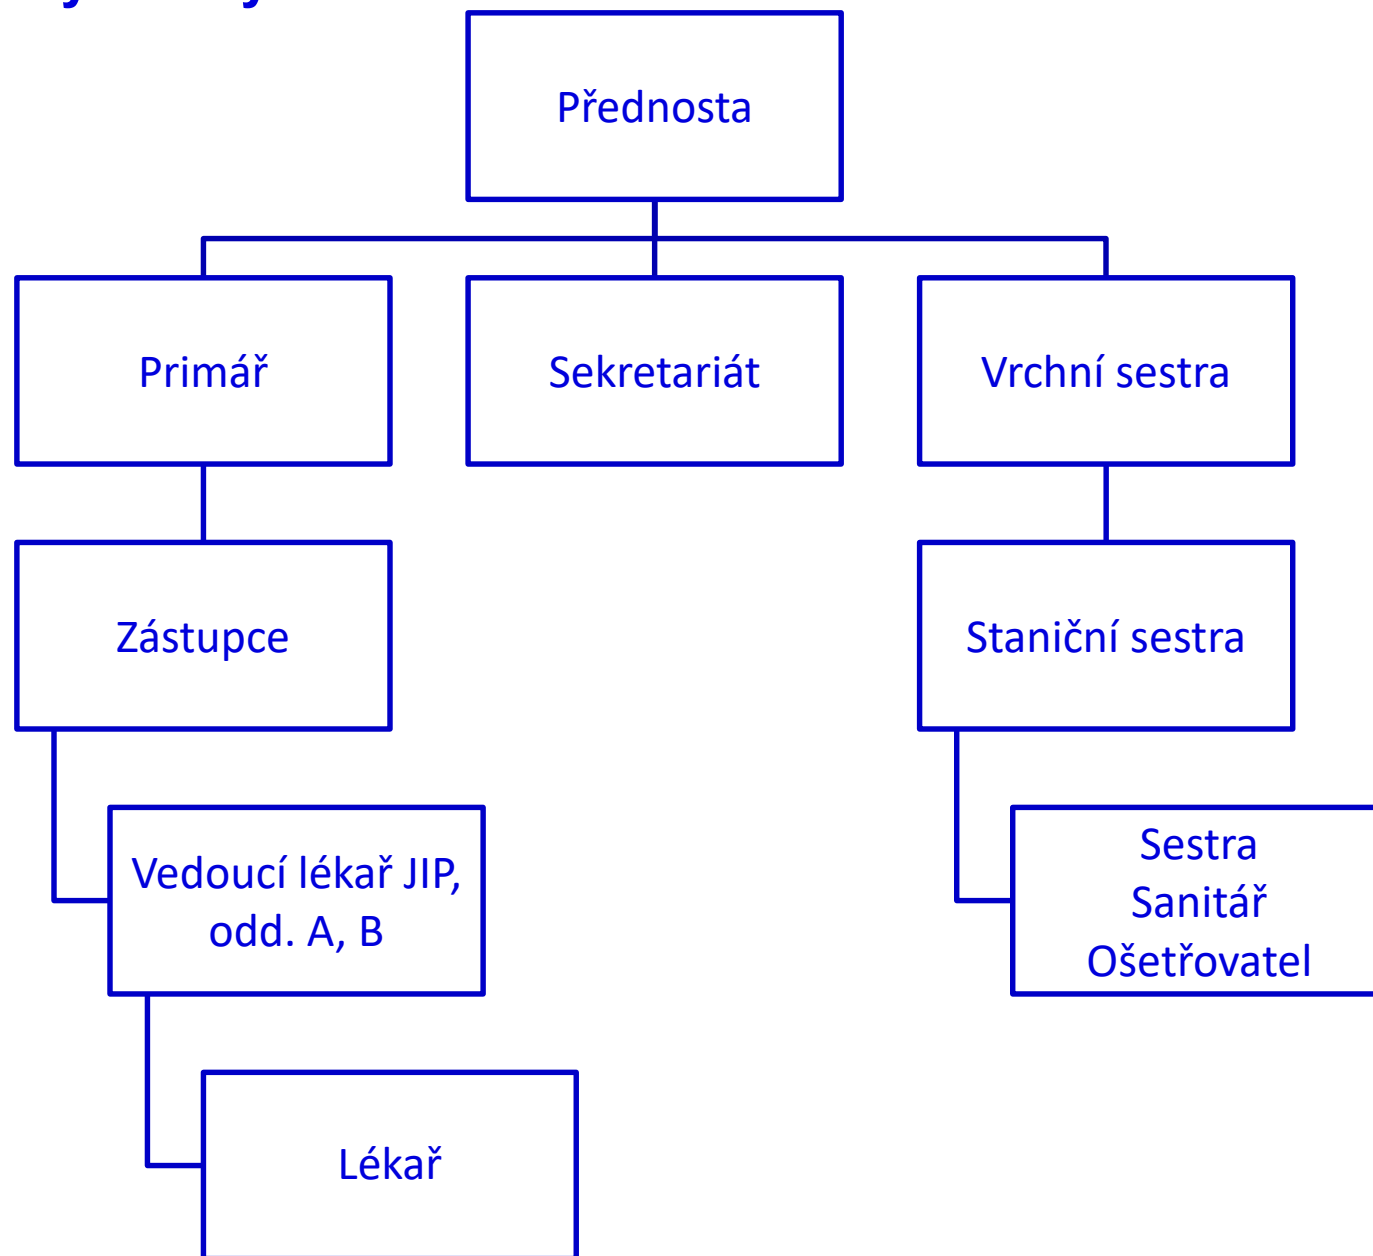 Přednosta
Primář
Sekretariát
Vrchní sestra
Zástupce
Staniční sestra
Vedoucí lékař JIP,
odd. A, B
Sestra
Sanitář
Ošetřovatel
Lékař